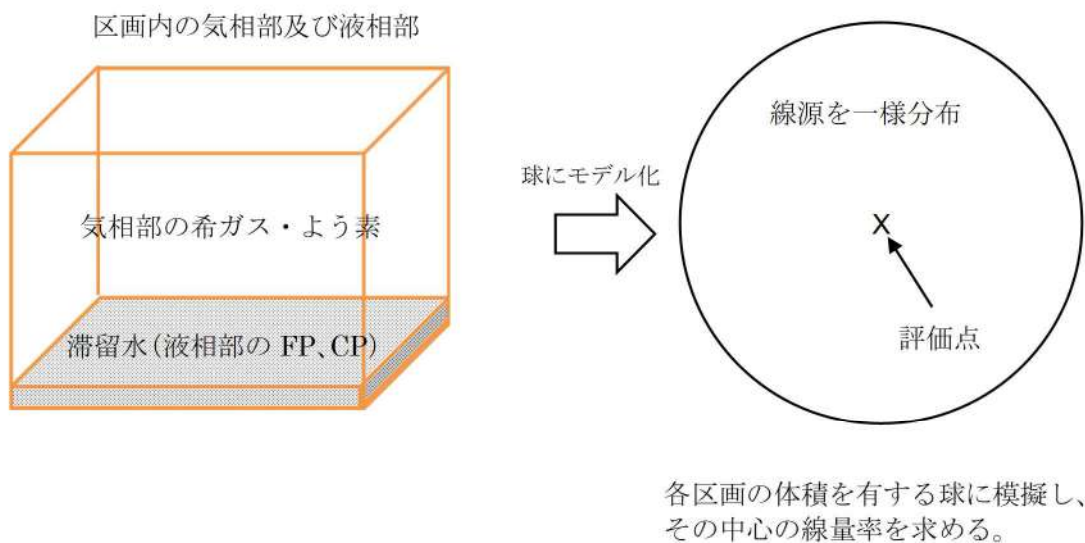 区画内の気相部及び液相部
気相部の希ガス・よう素
滞留水(液相部の FP、CP)
球にモデル化
線源を一様分布
X
評価点
各区画の体積を有する球に模擬し、
その中心の線量率を求める。